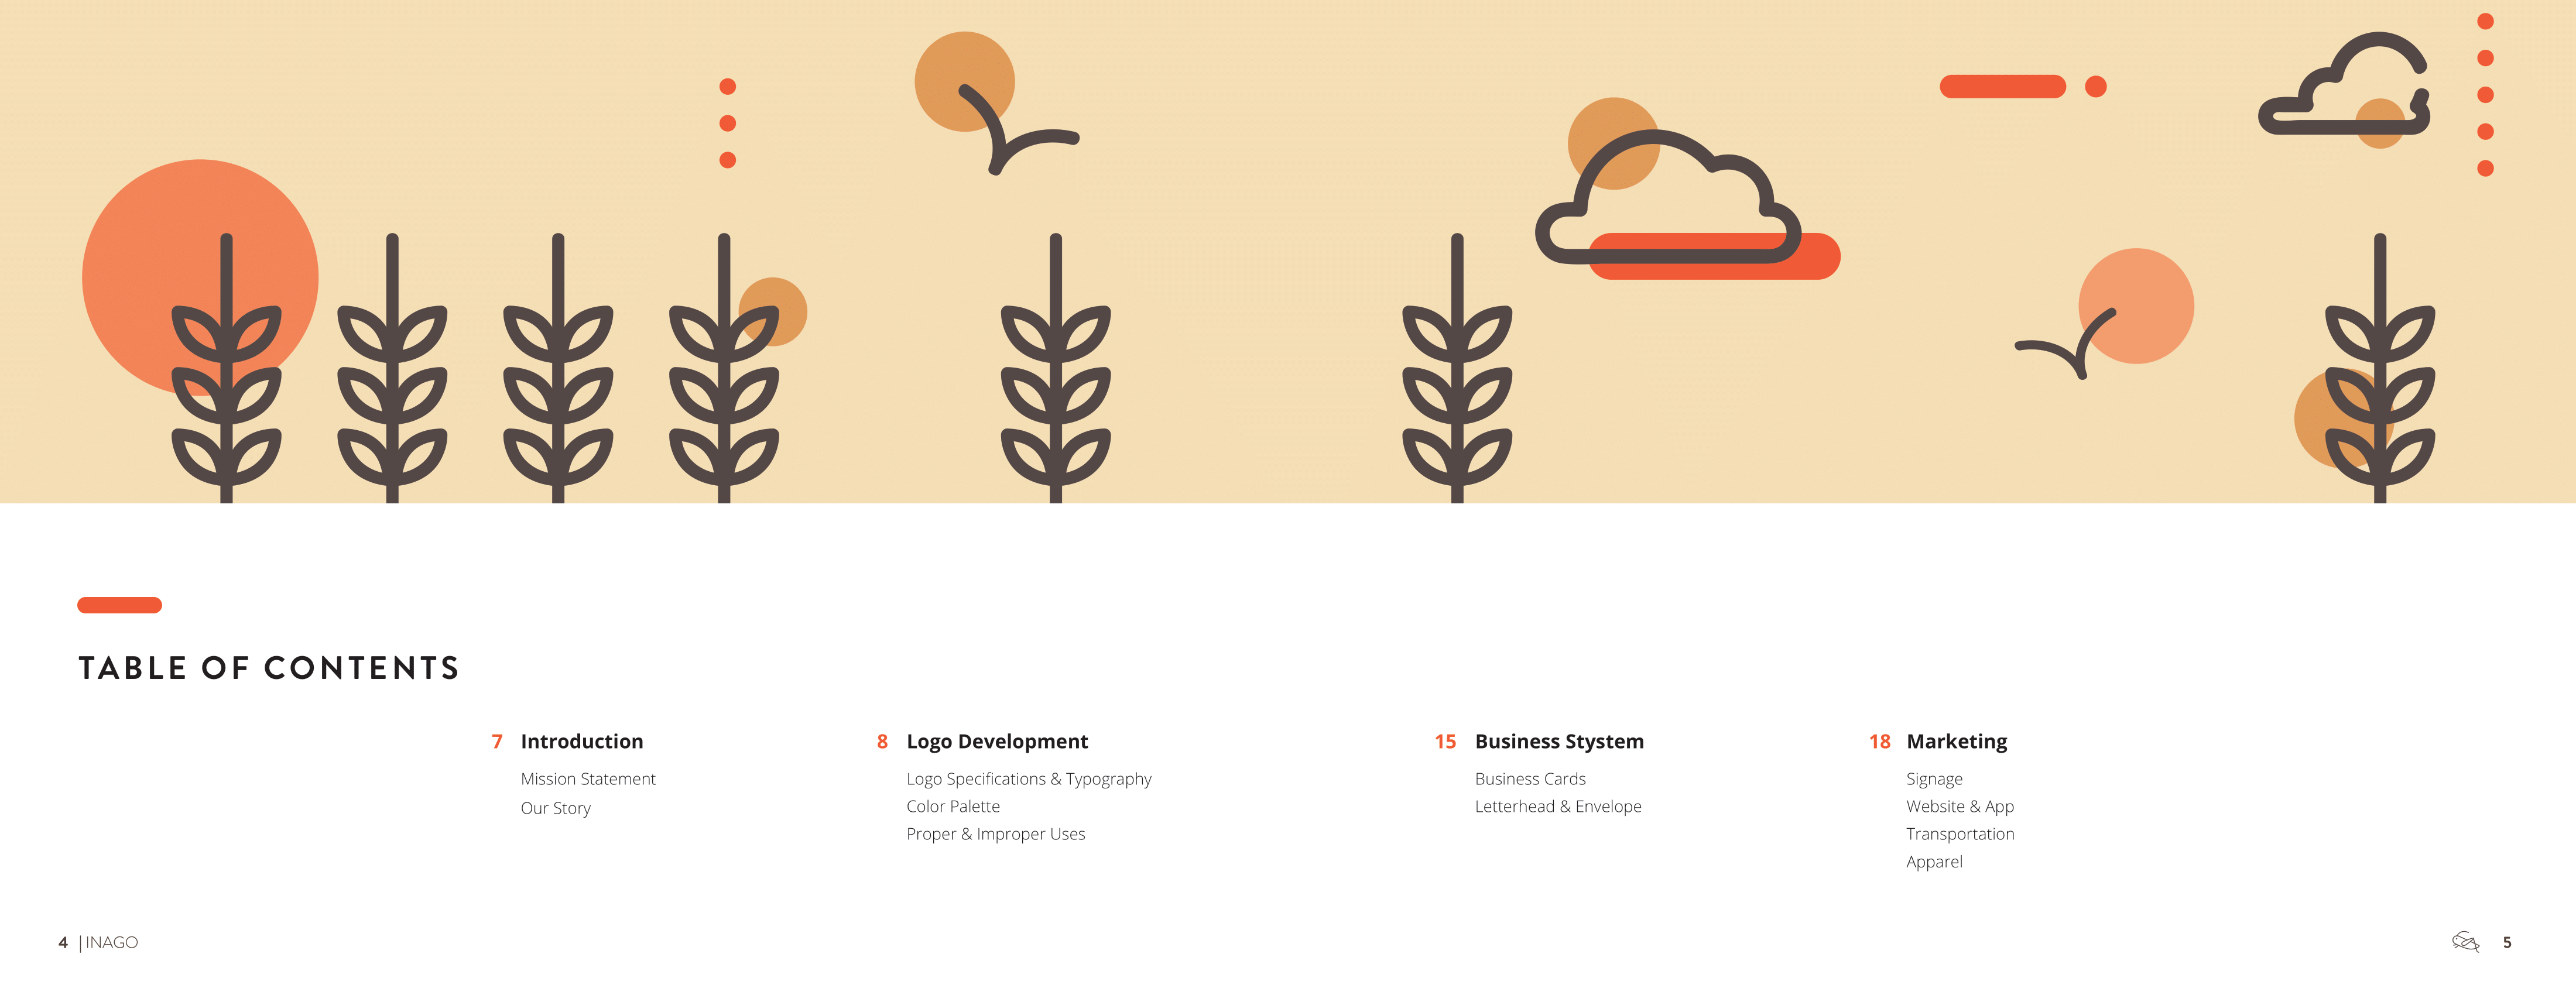 TABLE OF CONTENTS
7 Introduction
Mission Statement
Our Story
8 Logo Development
Logo Specifications & Typography
Color Palette
Proper & Improper Uses
15 Business Stystem
Business Cards
Letterhead & Envelope
18 Marketing
Signage
Website & App
Transportation
Apparel
4 | INAGO
5